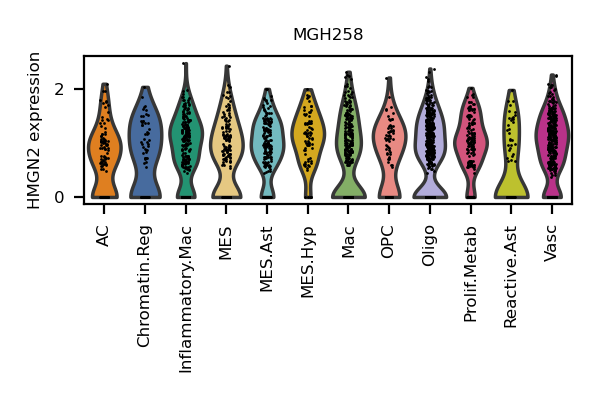 MGH258
HMGN2 expression
2
0
AC
Chromatin.Reg
Inflammatory.Mac
MES
MES.Ast
MES.Hyp
Mac
OPC
Oligo
Prolif.Metab
Reactive.Ast
Vasc